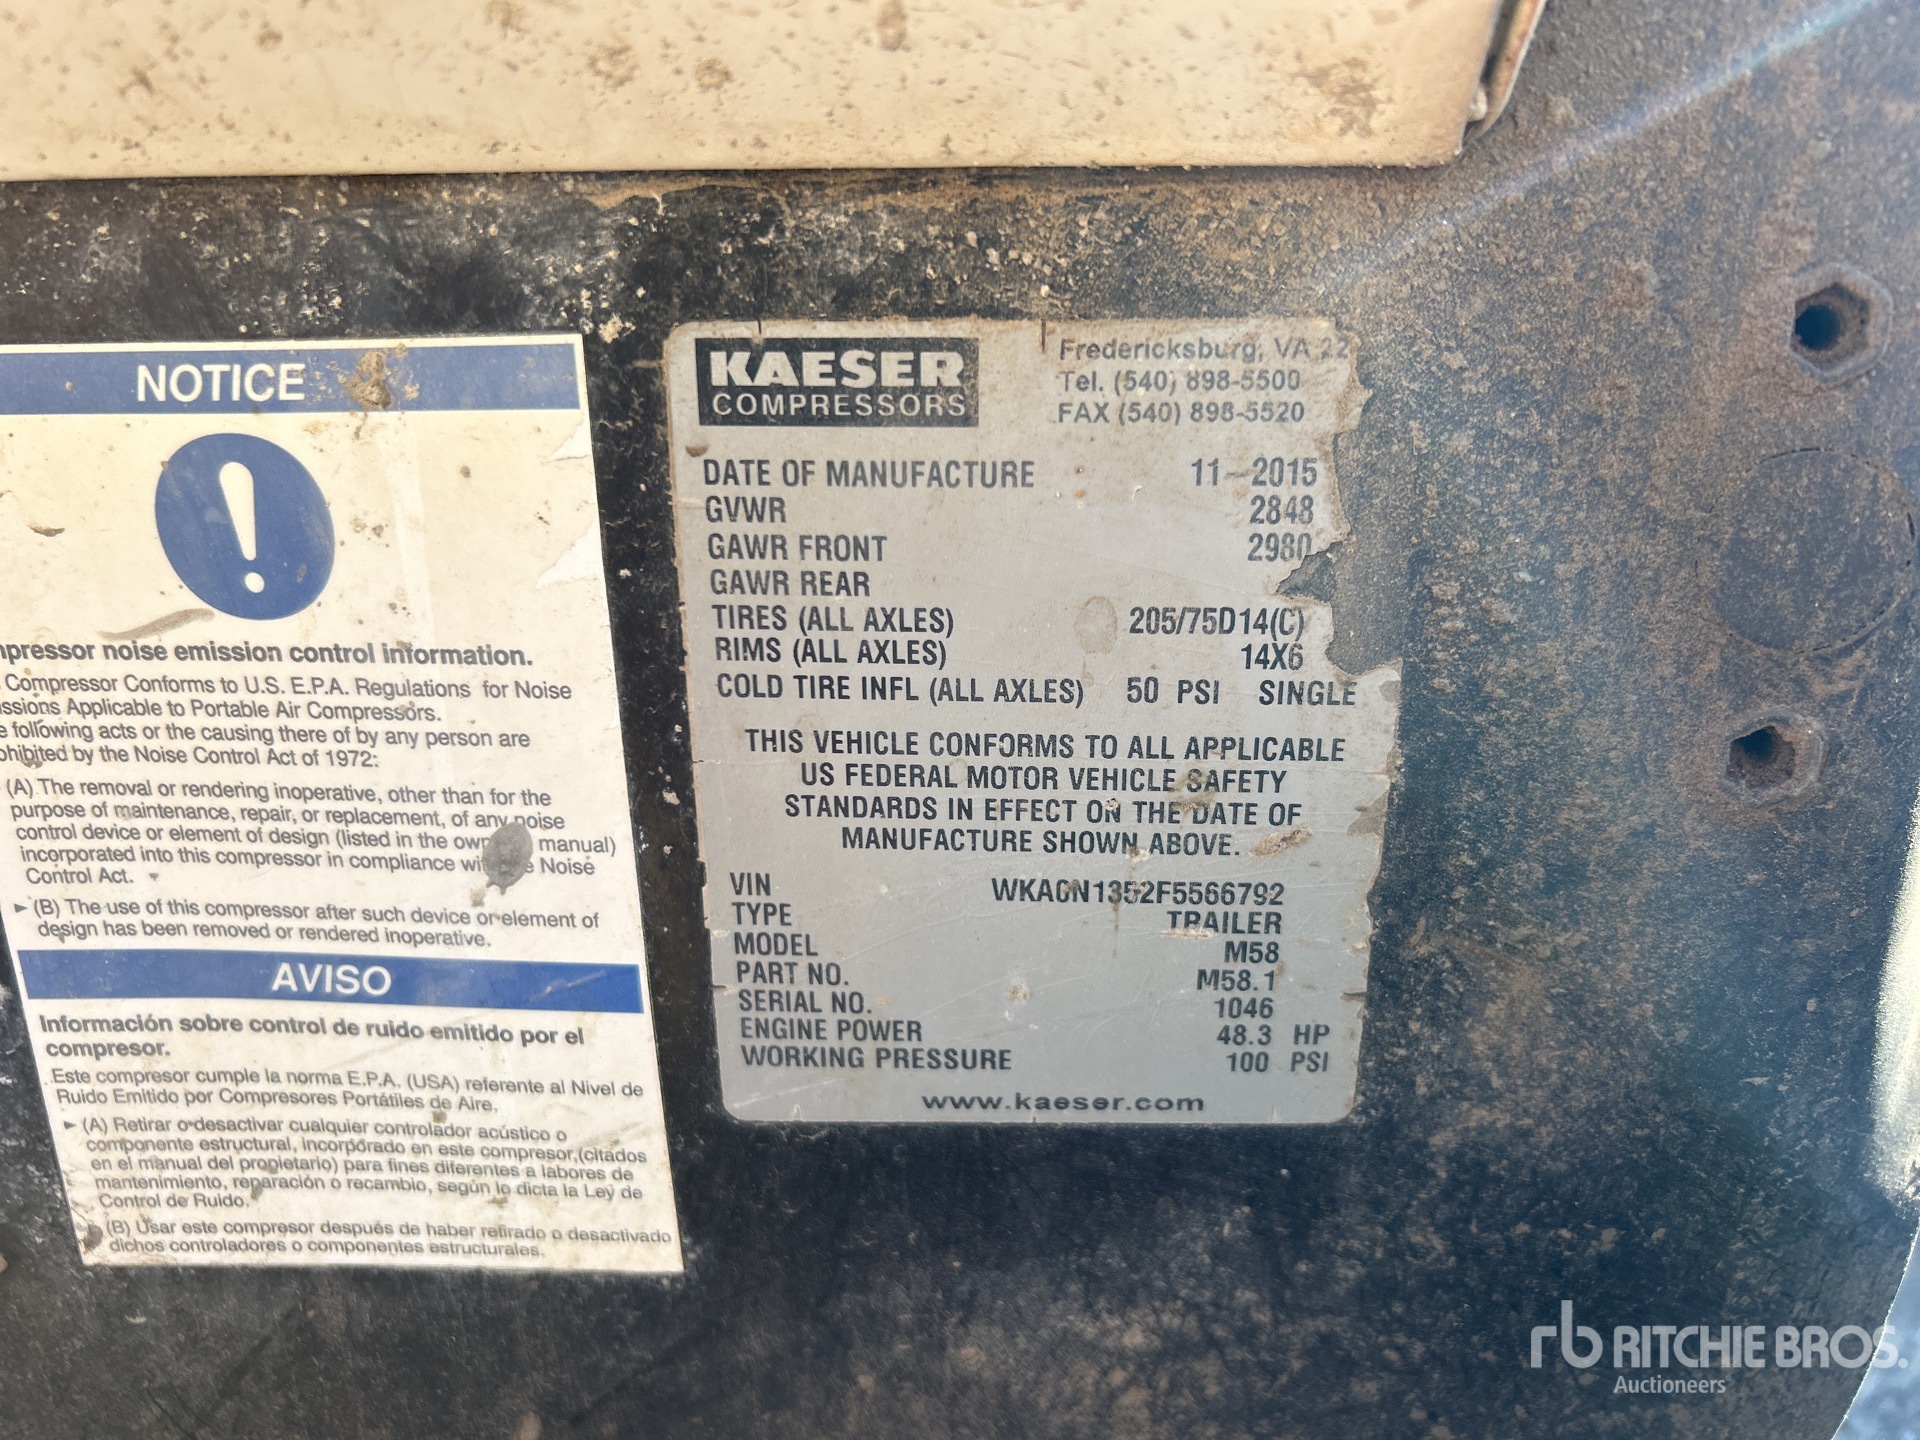 NOTICE
pressor noise emission control information.
Compressor Conforms to U.S. E.P.A. Regulations for Noise
ssions Applicable to Portable Air Compressors.
e following acts or the causing there of by any person are
ohibited by the Noise Control Act of 1972:
(A) The removal or rendering inoperative, other than for the
purpose of maintenance, repair, or replacement, of any noise
control device or element of design (listed in the manual)
incorporated into this compressor in compliance Noise
Control Act.
► (B) The use of this compressor after such device or element of
design has been removed or rendered inoperative.
AVISO
Información sobre control de ruido emitido por el
compresor.
Este compresor cumple la norma E.P.A. (USA) referente al Nivel de
Ruido Emitido por Compresores Portátiles de Aire.
► (A) Retirar o desactivar cualquier controlador acústico o
componente estructural, incorporado en este compresor,(citados
en el manual del propietario) para fines diferentes a labores de
mantenimiento, reparación o recambio, según lo dicta la Ley de
Control de Ruido.
(B) Usar este compresor después de haber retirado o desactivado
dichos controladores o componentes estructurales.
KAESER
COMPRESSORS
Fredericksburg, VA 22
Tel. (540) 898-5500
FAX (540) 898-5520
DATE OF MANUFACTURE 11-2015
GVWR 2848
GAWR FRONT 2980
GAWR REAR
TIRES (ALL AXLES) 205/75D14(C)
RIMS (ALL AXLES) 14X6
COLD TIRE INFL (ALL AXLES) 50 PSI SINGLE
THIS VEHICLE CONFORMS TO ALL APPLICABLE
US FEDERAL MOTOR VEHICLE SAFETY
STANDARDS IN EFFECT ON THE DATE OF
MANUFACTURE SHOWN ABOVE.
VIN WKA0N1352F5566792
TYPE TRAILER
MODEL M58
PART NO. M58.1
SERIAL NO. 1046
ENGINE POWER 48.3 HP
WORKING PRESSURE 100 PSI
www.kaeser.com
rb RITCHIE BROS.
Auctioneers